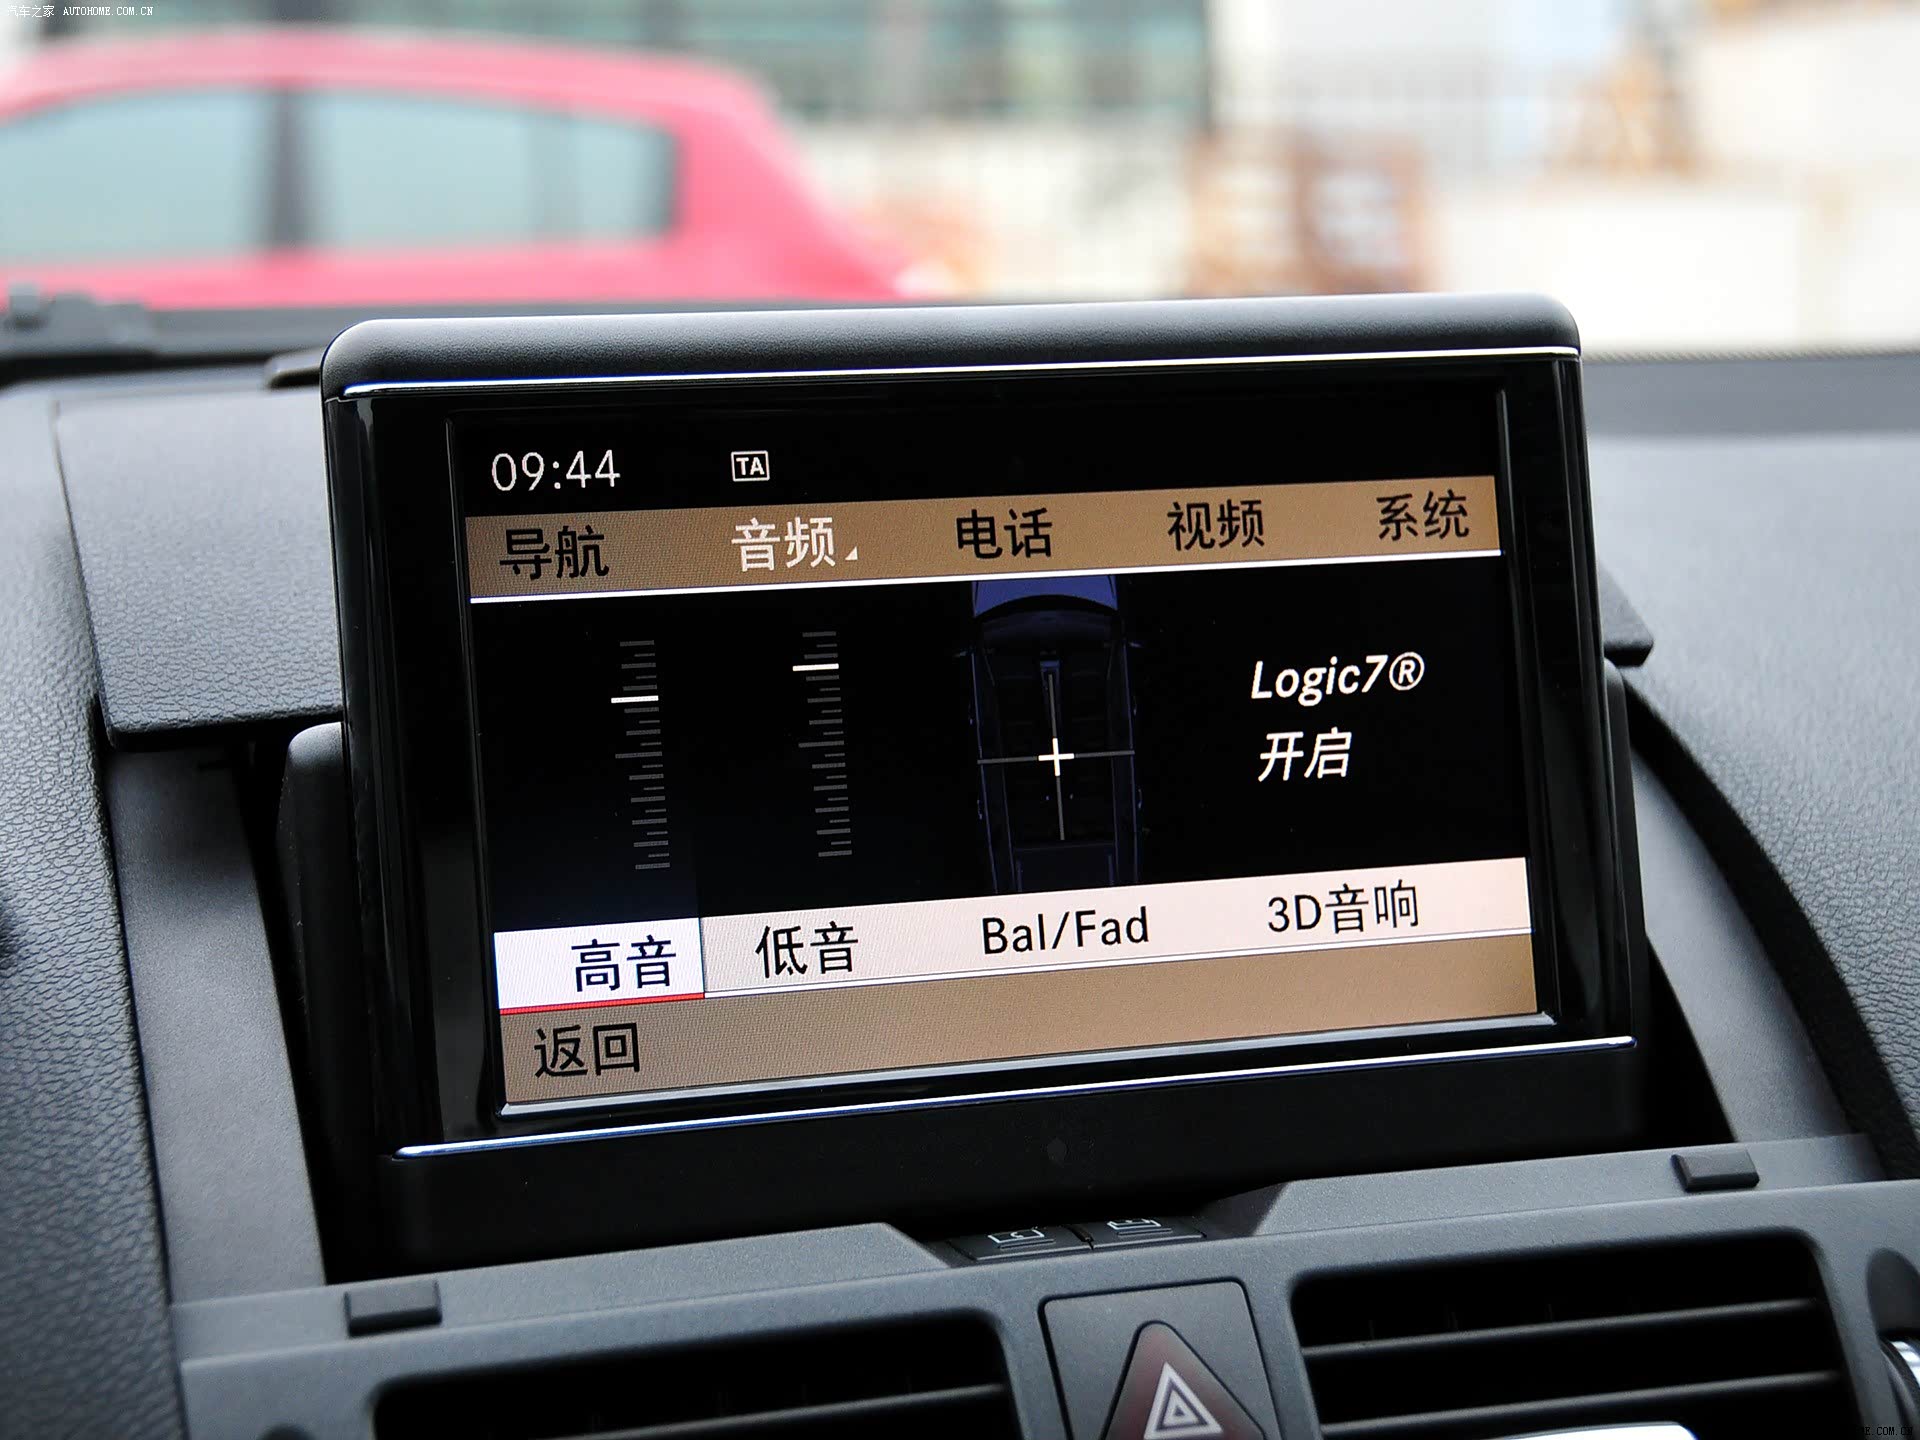 汽车之家 AUTOHOME.COM.CN
09:44 TA
导航 音频 电话 视频 系统
Logic7®
开启
高音 低音 Bal/Fad 3D音响
返回